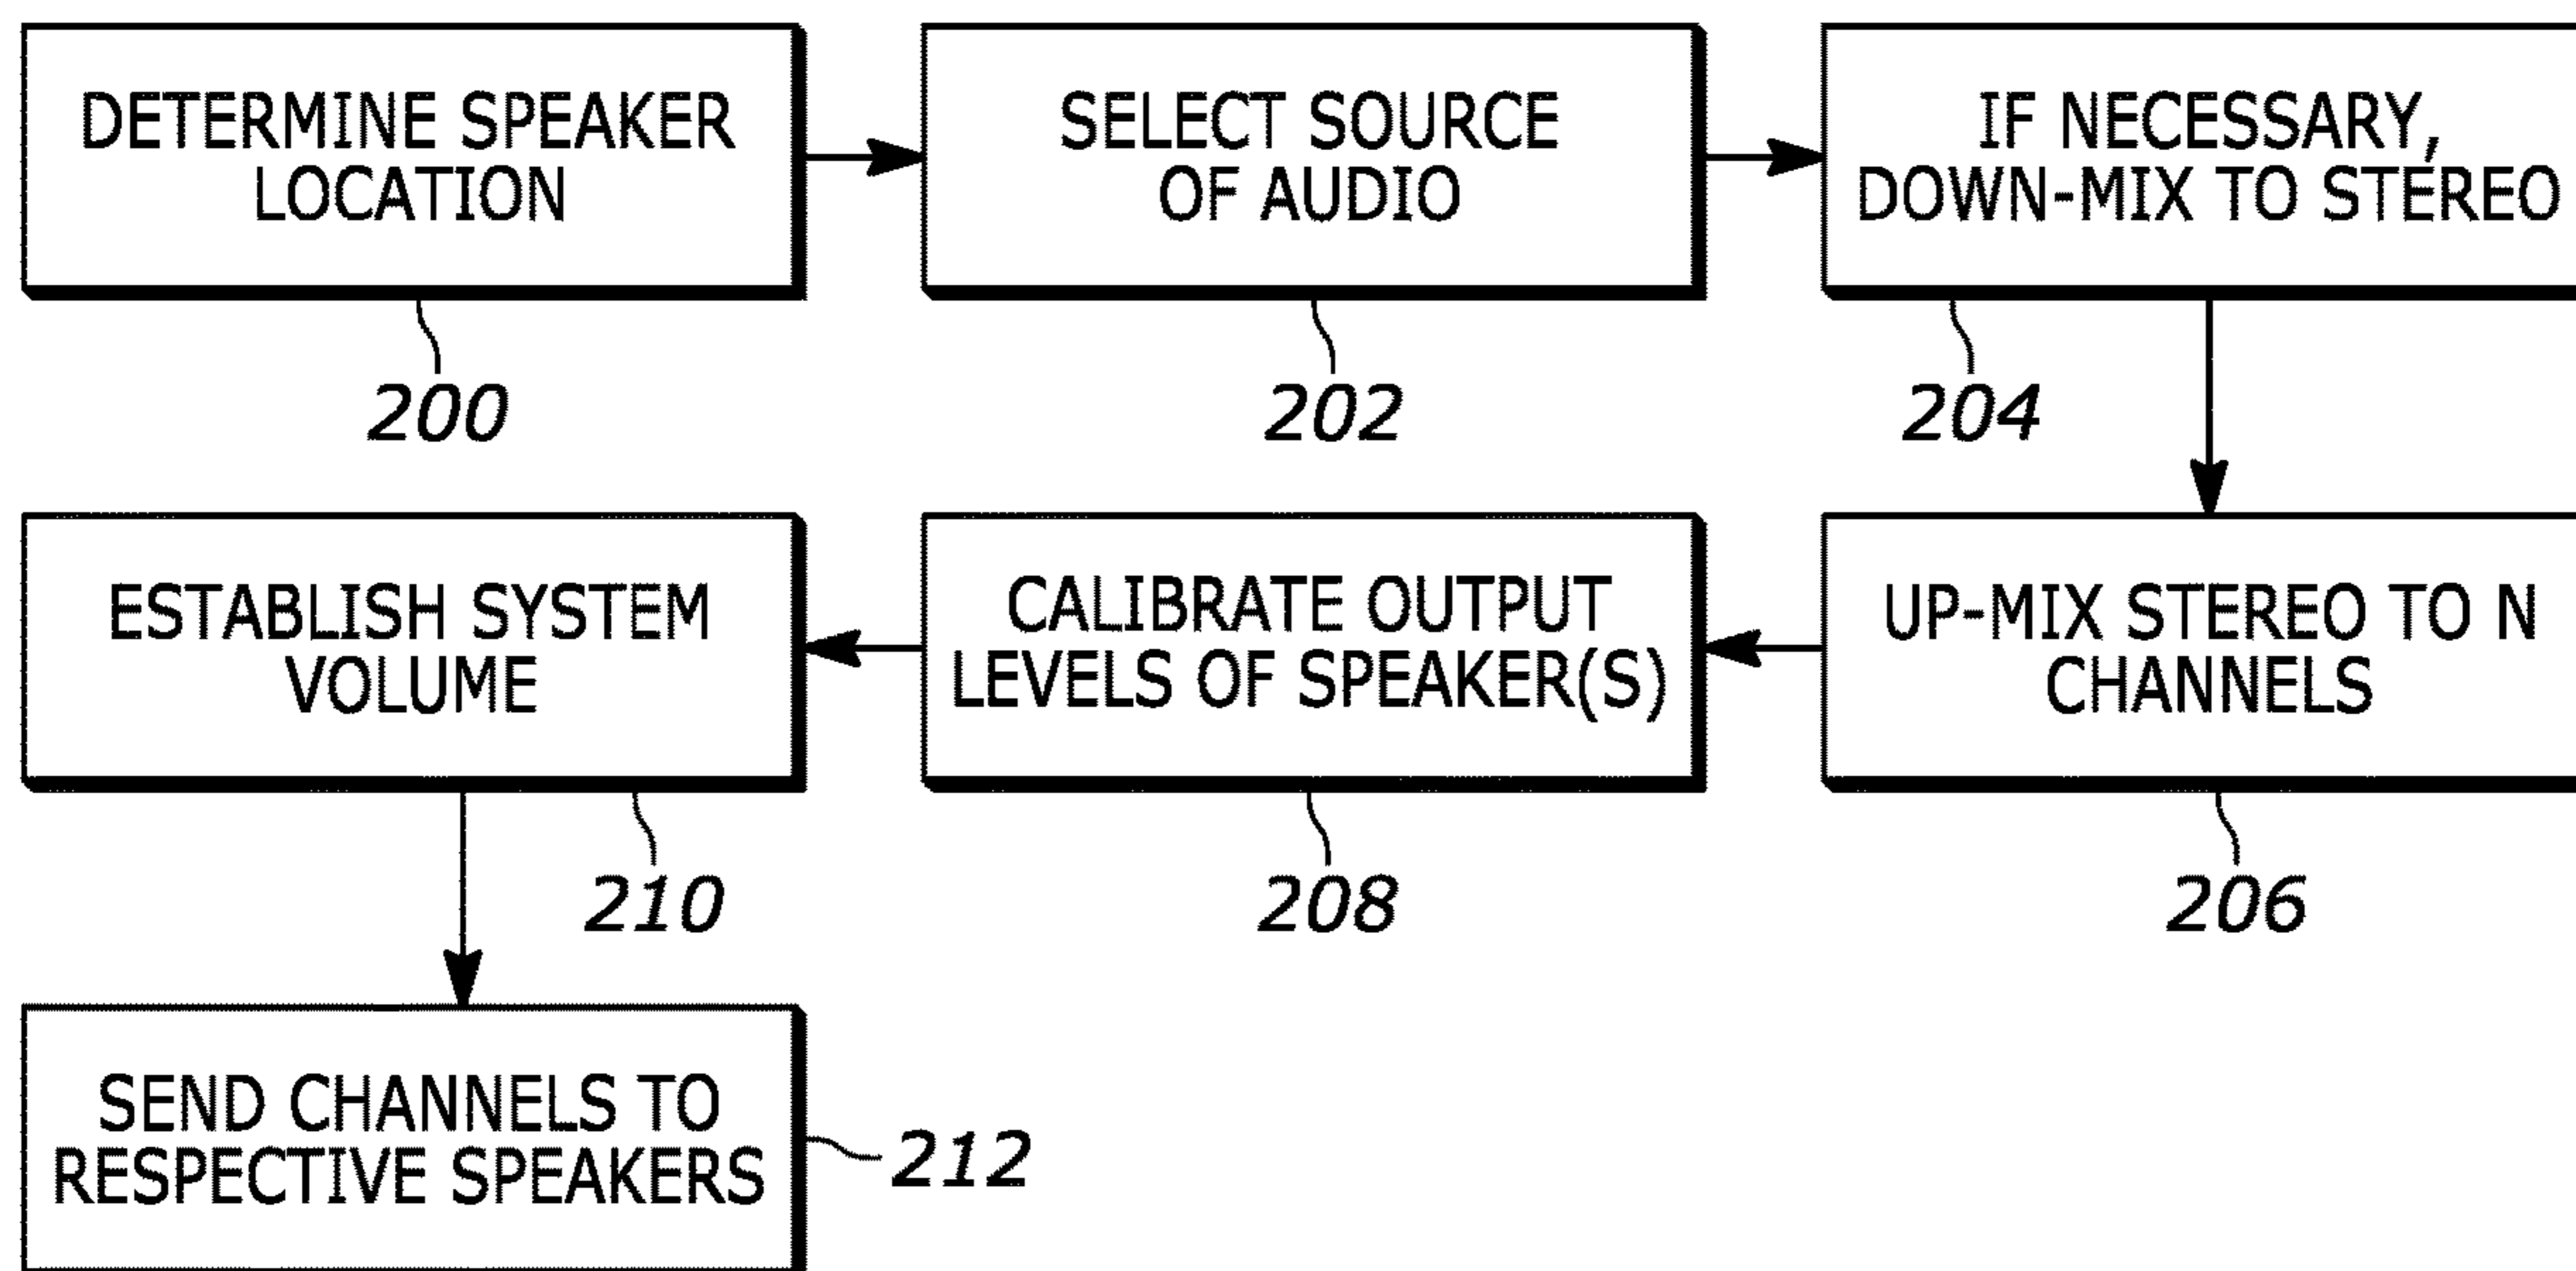 DETERMINE SPEAKER
LOCATION
200
SELECT SOURCE
OF AUDIO
202
IF NECESSARY,
DOWN-MIX TO STEREO
204
UP-MIX STEREO TO N
CHANNELS
206
CALIBRATE OUTPUT
LEVELS OF SPEAKER(S)
208
ESTABLISH SYSTEM
VOLUME
210
SEND CHANNELS TO
RESPECTIVE SPEAKERS
212